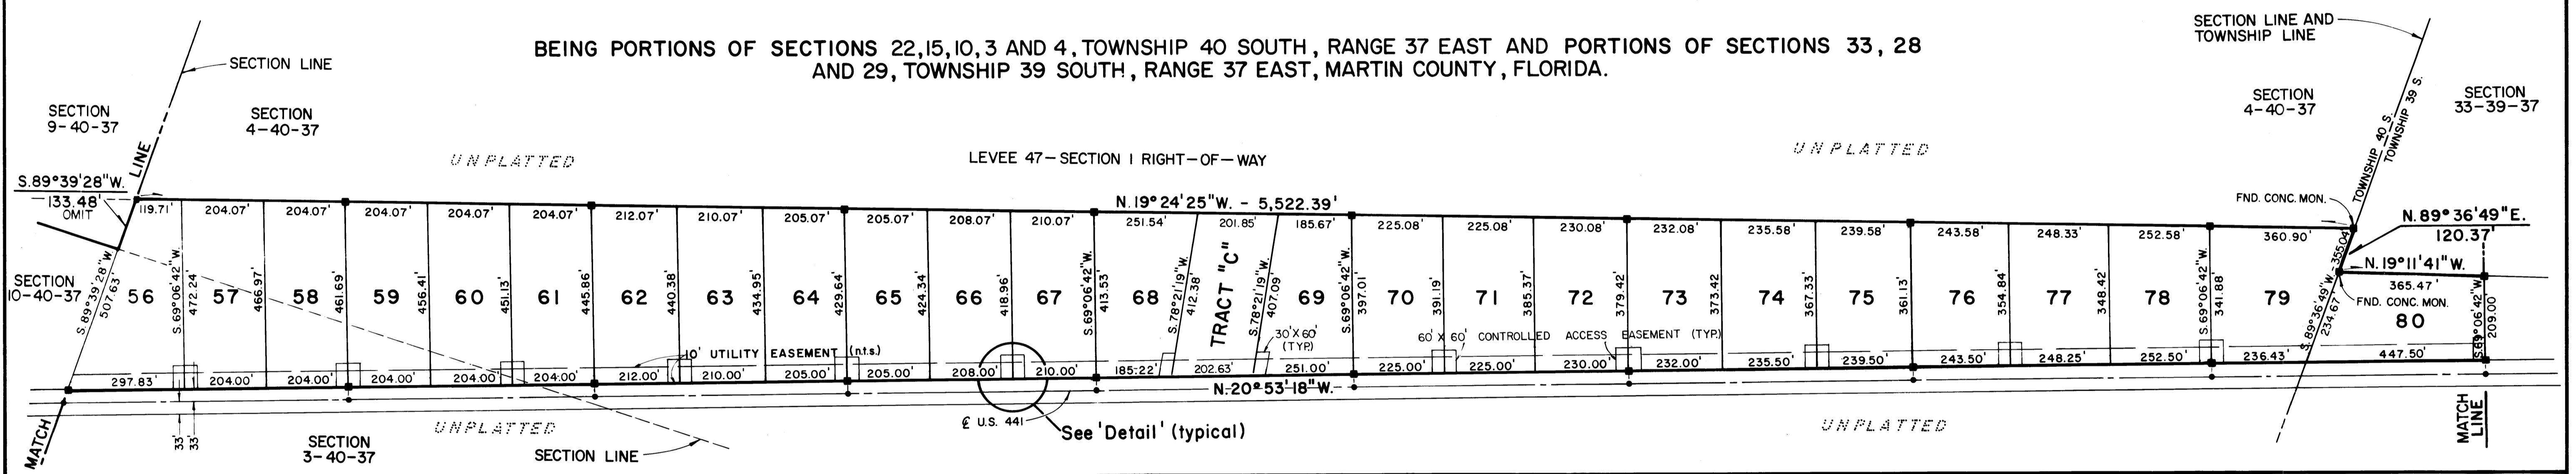 BEING PORTIONS OF SECTIONS 22,15,10,3 AND 4, TOWNSHIP 40 SOUTH, RANGE 37 EAST AND PORTIONS OF SECTIONS 33, 28
AND 29, TOWNSHIP 39 SOUTH, RANGE 37 EAST, MARTIN COUNTY, FLORIDA.
SECTION LINE
SECTION LINE AND
TOWNSHIP LINE
SECTION
9-40-37
SECTION
4-40-37
SECTION
4-40-37
SECTION
33-39-37
LINE
UNPLATTED
LEVEE 47-SECTION 1 RIGHT-OF-WAY
UNPLATTED
TOWNSHIP 40 S.
TOWNSHIP 39 S.
S.89°39'28"W.
133.48'
OMIT
N.19°24'25"W. - 5,522.39'
FND. CONC. MON.
N.89°36'49"E.
120.37'
119.71' 204.07' 204.07' 204.07' 204.07' 204.07' 212.07' 210.07' 205.07' 205.07' 208.07' 210.07' 251.54' 201.85' 185.67' 225.08' 225.08' 230.08' 232.08' 235.58' 239.58' 243.58' 248.33' 252.58' 360.90'
N.19°11'41"W.
365.47'
FND. CONC. MON.
SECTION
10-40-37
S.89°39'28"W.
507.63'
56
S.69°06'42"W.
472.24'
57
466.97'
58
461.69'
59
456.41'
60
451.13'
61
445.86'
62
440.38'
63
434.95'
64
429.64'
65
424.34'
66
418.96'
67
S.69°06'42"W.
413.53'
68
S.78°21'19"W.
412.38'
TRACT "C"
S.78°21'19"W.
407.09'
69
S.69°06'42"W.
397.01'
70
391.19'
71
385.37'
72
379.42'
73
373.42
74
367.33'
75
361.13'
76
354.84'
77
348.42'
78
S.69°06'42"W.
341.88'
79
S.89°36'49"W.-355.04'
234.67'
80
S.69°06'42"W.
209.00'
10' UTILITY EASEMENT (n.t.s.)
30'X60'
(TYP.)
60' X 60' CONTROLLED ACCESS EASEMENT (TYP.)
297.83' 204.00' 204.00' 204.00' 204.00' 204.00' 212.00' 210.00' 205.00' 205.00' 208.00' 210.00' 185.22' 202.63' 251.00' 225.00' 225.00' 230.00' 232.00' 235.50' 239.50' 243.50' 248.25' 252.50' 236.43' 447.50'
N.20°53'18"W.
33'
33'
℄ U.S. 441
See 'Detail' (typical)
MATCH
UNPLATTED
SECTION
3-40-37
SECTION LINE
UNPLATTED
MATCH
LINE